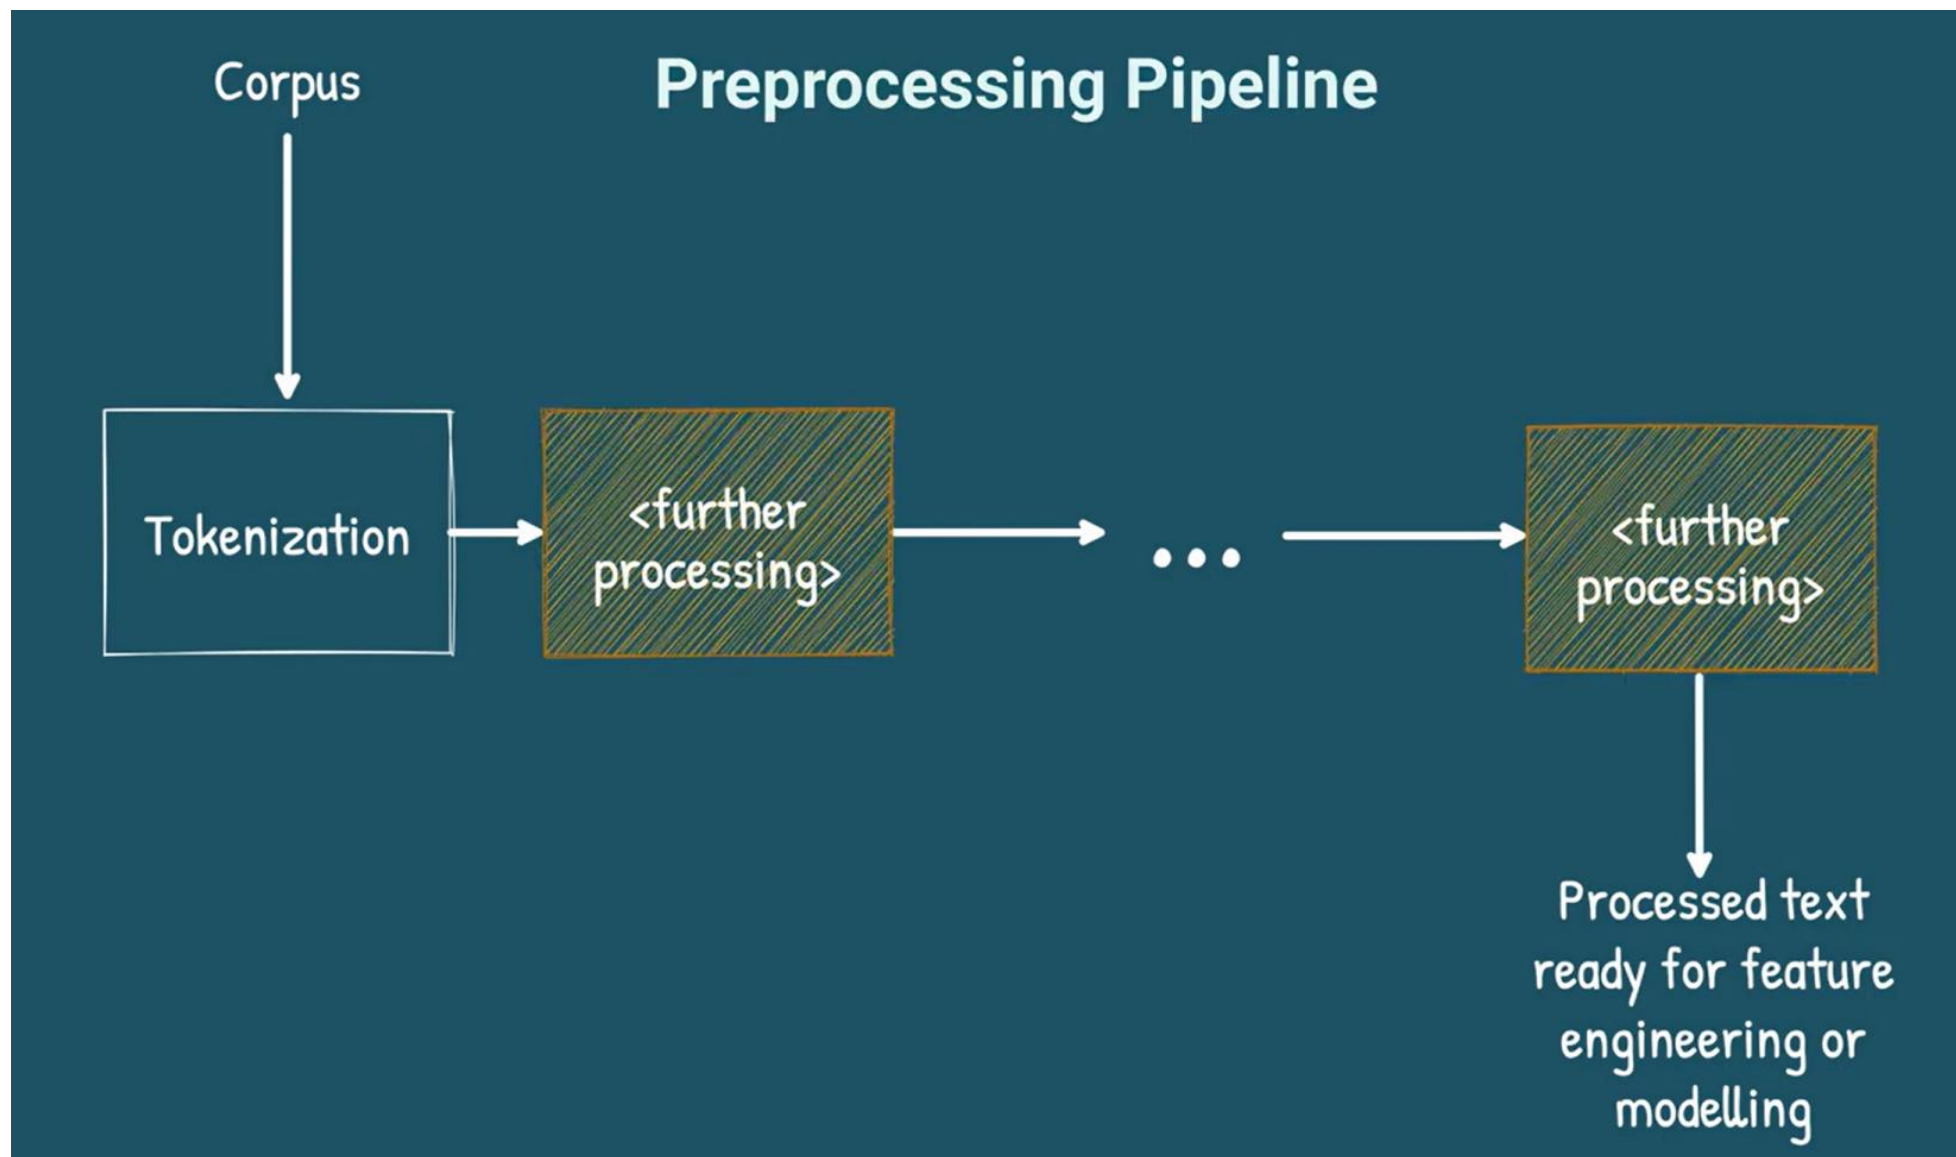 Preprocessing Pipeline
Corpus
Tokenization
<further
processing>
...
<further
processing>
Processed text
ready for feature
engineering or
modelling